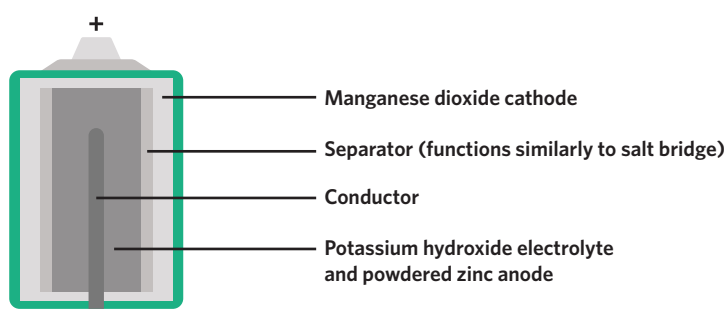 +
Manganese dioxide cathode
Separator (functions similarly to salt bridge)
Conductor
Potassium hydroxide electrolyte
and powdered zinc anode